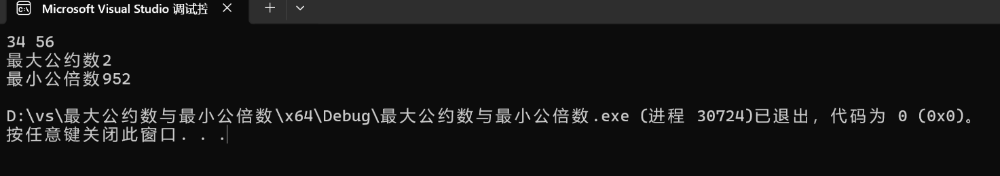 Microsoft Visual Studio 调试控
34 56
最大公约数2
最小公倍数952
D:\vs\最大公约数与最小公倍数\x64\Debug\最大公约数与最小公倍数.exe (进程 30724)已退出，代码为 0 (0x0)。
按任意键关闭此窗口. . .